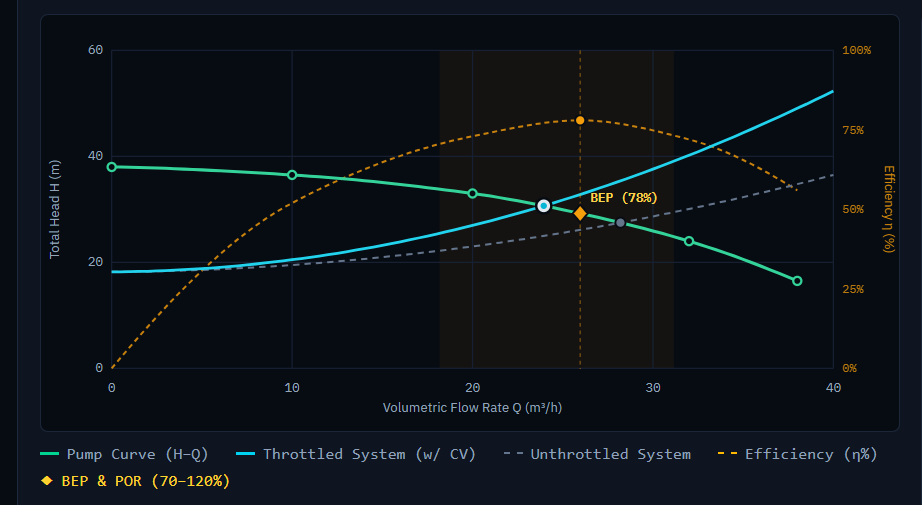 60
40
20
0
Total Head H (m)
100%
75%
50%
25%
0%
Efficiency η (%)
BEP (78%)
0
10
20
30
40
Volumetric Flow Rate Q (m³/h)
Pump Curve (H–Q)
Throttled System (w/ CV)
Unthrottled System
Efficiency (η%)
BEP & POR (70–120%)